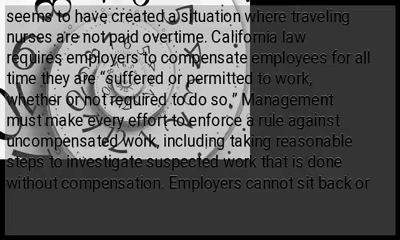 seems to have created a situation where traveling
nurses are not paid overtime. California law
requires employers to compensate employees for all
time they are “suffered or permitted to work,
whether or not required to do so.” Management
must make every effort to enforce a rule against
uncompensated work, including taking reasonable
steps to investigate suspected work that is done
without compensation. Employers cannot sit back or